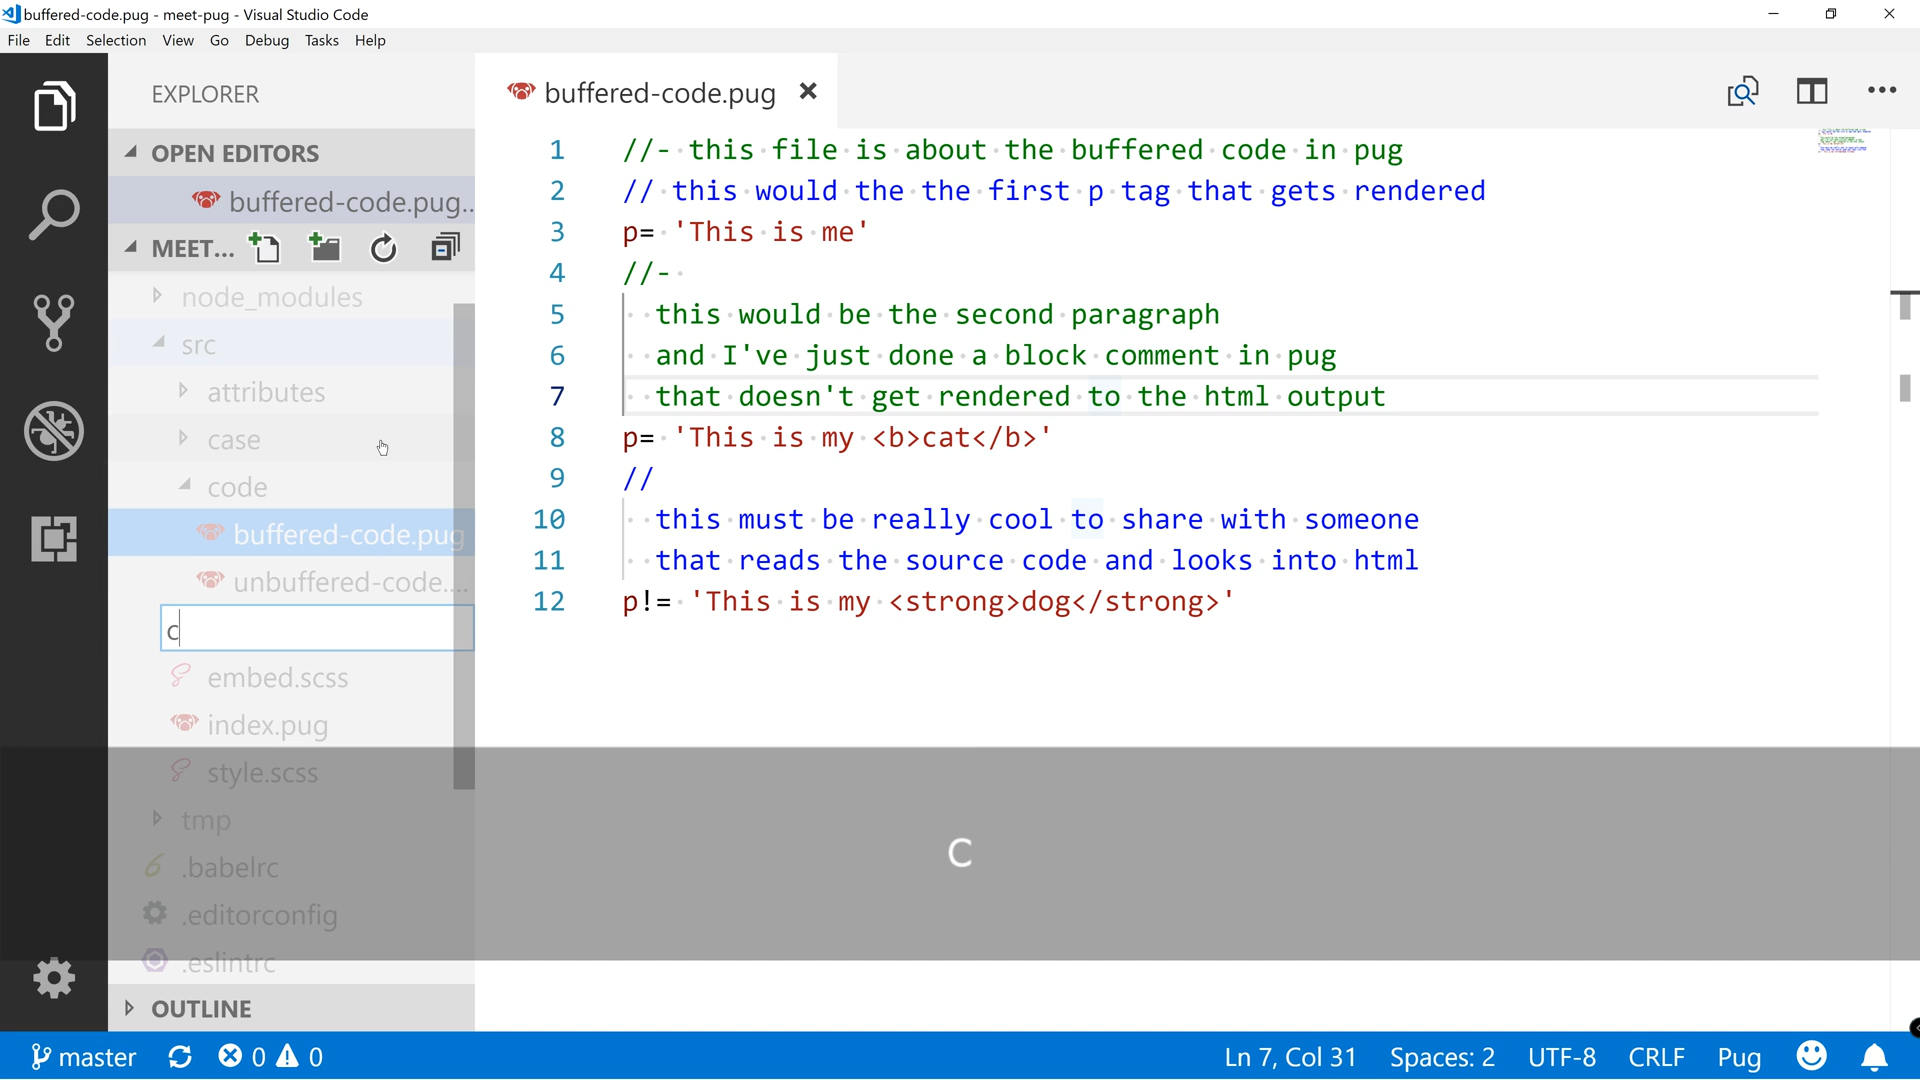 buffered-code.pug - meet-pug - Visual Studio Code
File Edit Selection View Go Debug Tasks Help
EXPLORER
OPEN EDITORS
buffered-code.pug...
MEET...
node_modules
src
attributes
case
code
buffered-code.pug
unbuffered-code....
c
embed.scss
index.pug
style.scss
tmp
.babelrc
.editorconfig
.eslintrc
OUTLINE
buffered-code.pug
1 //- this file is about the buffered code in pug
2 // this would the the first p tag that gets rendered
3 p= 'This is me'
4 //-
5 this would be the second paragraph
6 and I've just done a block comment in pug
7 that doesn't get rendered to the html output
8 p= 'This is my <b>cat</b>'
9 //
10 this must be really cool to share with someone
11 that reads the source code and looks into html
12 p!= 'This is my <strong>dog</strong>'
c
master 0 0 Ln 7, Col 31 Spaces: 2 UTF-8 CRLF Pug